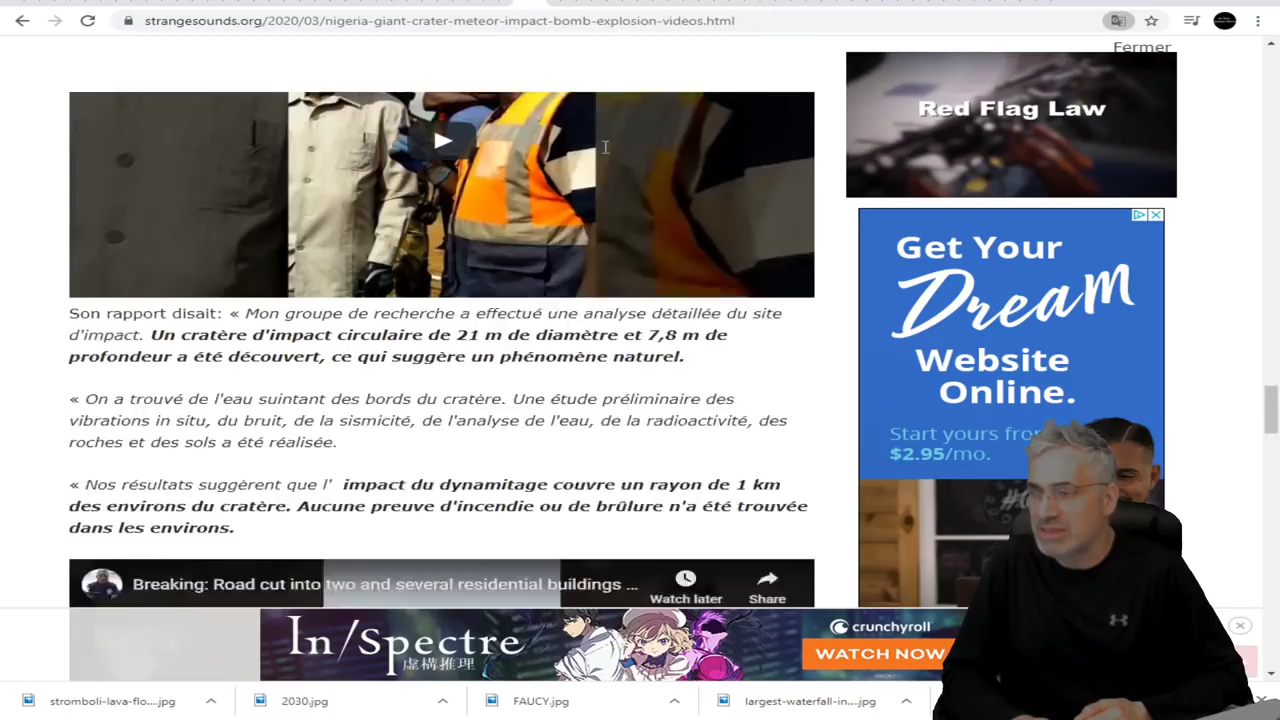 strangesounds.org/2020/03/nigeria-giant-crater-meteor-impact-bomb-explosion-videos.html
Fermer
Red Flag Law
Son rapport disait: « Mon groupe de recherche a effectué une analyse détaillée du site
d'impact. Un cratère d'impact circulaire de 21 m de diamètre et 7,8 m de
profondeur a été découvert, ce qui suggère un phénomène naturel.
« On a trouvé de l'eau suintant des bords du cratère. Une étude préliminaire des
vibrations in situ, du bruit, de la sismicité, de l'analyse de l'eau, de la radioactivité, des
roches et des sols a été réalisée.
« Nos résultats suggèrent que l' impact du dynamitage couvre un rayon de 1 km
des environs du cratère. Aucune preuve d'incendie ou de brûlure n'a été trouvée
dans les environs.
Get Your
Dream
Website
Online.
Start yours
$2.95/mo.
Breaking: Road cut into two and several residential buildings ...
Watch later
Share
In/Spectre
虚構推理
crunchyroll
WATCH NOW
stromboli-lava-flo....jpg
2030.jpg
FAUCY.jpg
largest-waterfall-in....jpg